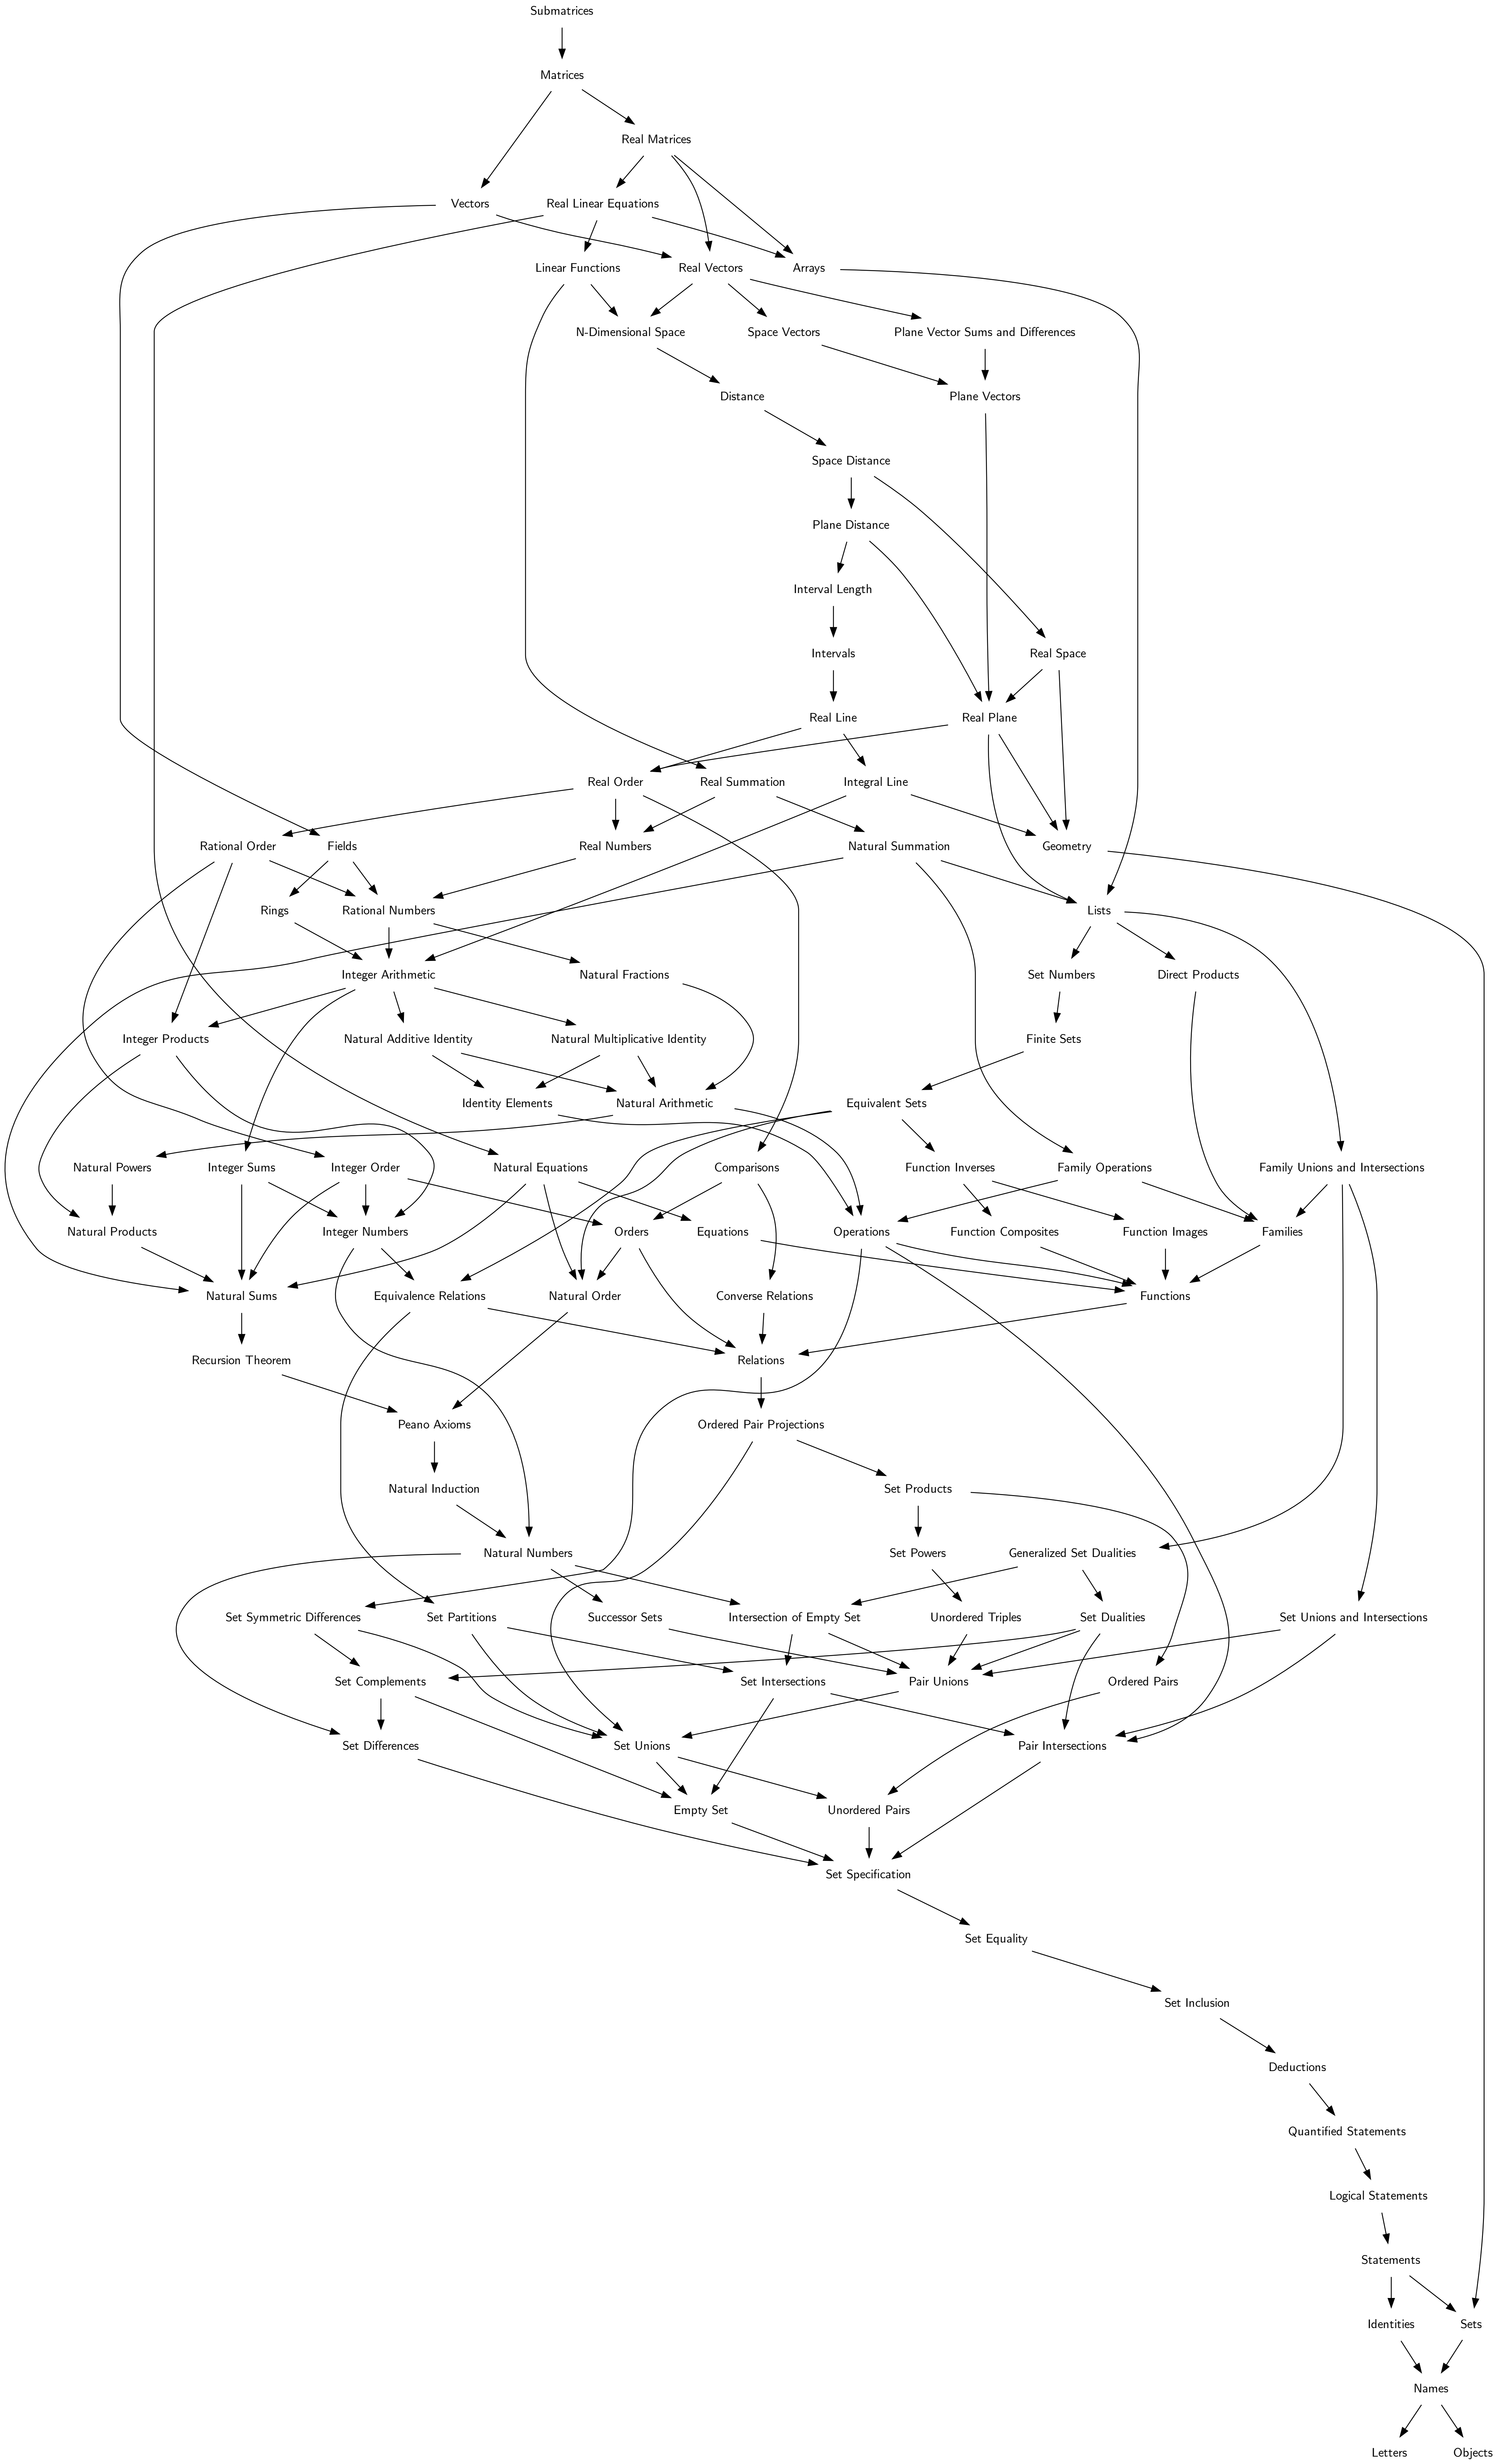 Submatrices
Matrices
Real Matrices
Vectors
Real Linear Equations
Linear Functions
Real Vectors
Arrays
N-Dimensional Space
Space Vectors
Plane Vector Sums and Differences
Distance
Plane Vectors
Space Distance
Plane Distance
Interval Length
Intervals
Real Space
Real Line
Real Plane
Real Order
Real Summation
Integral Line
Rational Order
Fields
Real Numbers
Natural Summation
Geometry
Rings
Rational Numbers
Lists
Integer Arithmetic
Natural Fractions
Set Numbers
Direct Products
Integer Products
Natural Additive Identity
Natural Multiplicative Identity
Finite Sets
Identity Elements
Natural Arithmetic
Equivalent Sets
Natural Powers
Integer Sums
Integer Order
Natural Equations
Comparisons
Function Inverses
Family Operations
Family Unions and Intersections
Natural Products
Integer Numbers
Orders
Equations
Operations
Function Composites
Function Images
Families
Natural Sums
Equivalence Relations
Natural Order
Converse Relations
Functions
Recursion Theorem
Relations
Peano Axioms
Ordered Pair Projections
Natural Induction
Set Products
Natural Numbers
Set Powers
Generalized Set Dualities
Set Symmetric Differences
Set Partitions
Successor Sets
Intersection of Empty Set
Unordered Triples
Set Dualities
Set Unions and Intersections
Set Complements
Set Intersections
Pair Unions
Ordered Pairs
Set Differences
Set Unions
Pair Intersections
Empty Set
Unordered Pairs
Set Specification
Set Equality
Set Inclusion
Deductions
Quantified Statements
Logical Statements
Statements
Identities
Sets
Names
Letters
Objects